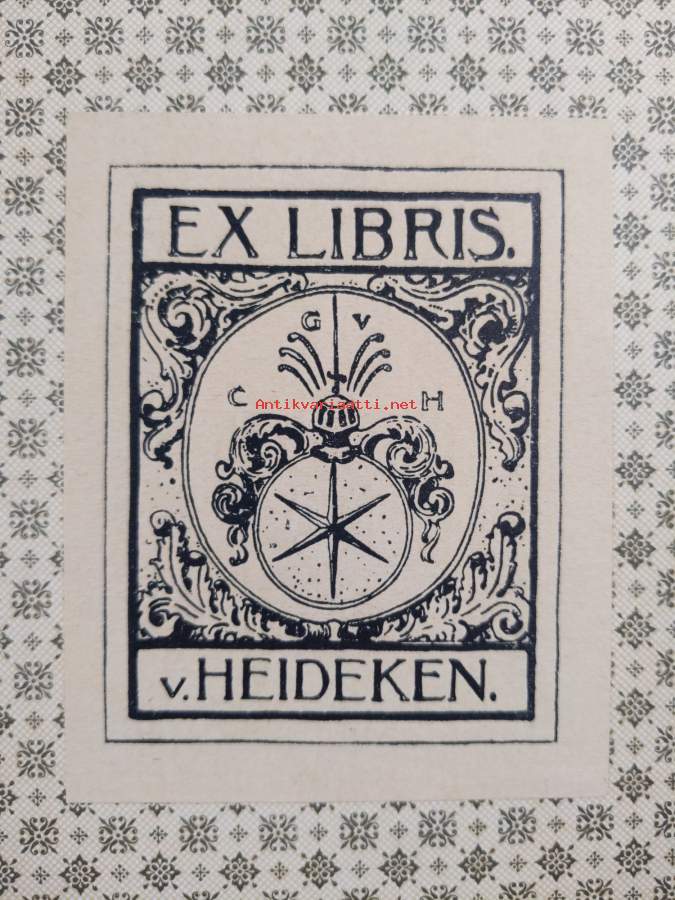 EX LIBRIS.
G V
C H
Antikvariaatti.net
v. HEIDEKEN.